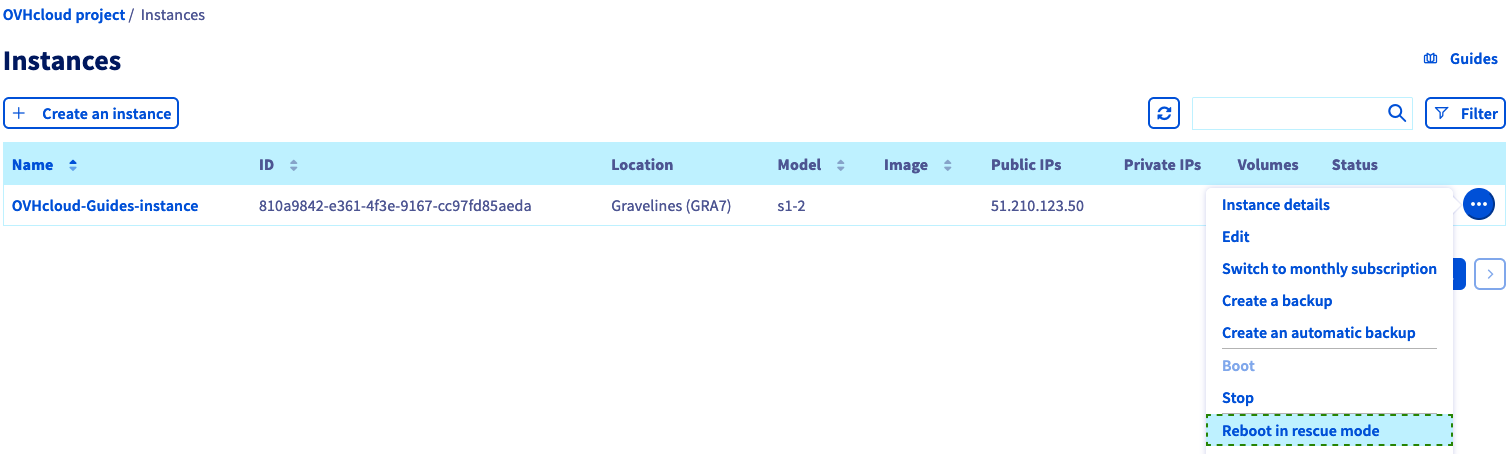 OVHcloud project / Instances
Instances
Guides
+ Create an instance
Filter
Name ID Location Model Image Public IPs Private IPs Volumes Status
OVHcloud-Guides-instance 810a9842-e361-4f3e-9167-cc97fd85aeda Gravelines (GRA7) s1-2 51.210.123.50
Instance details
Edit
Switch to monthly subscription
Create a backup
Create an automatic backup
Boot
Stop
Reboot in rescue mode